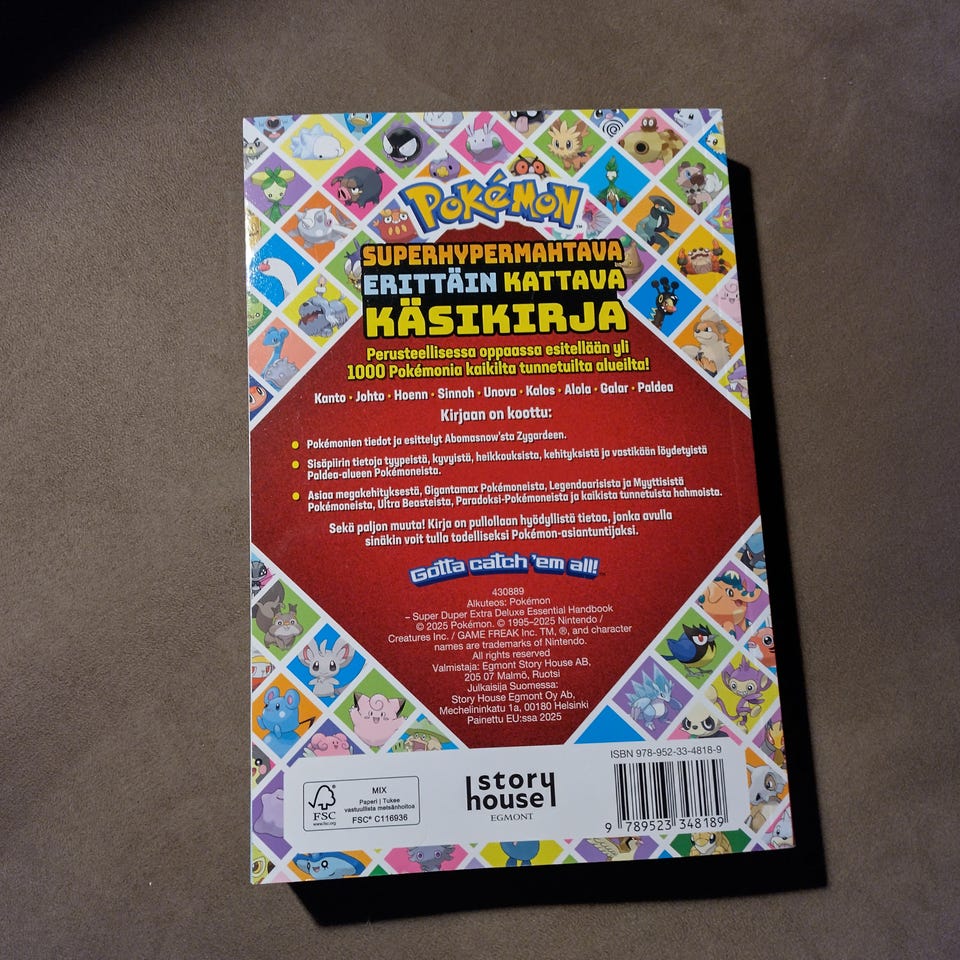 POKÉMON™
SUPERHYPERMAHTAVA
ERITTÄIN KATTAVA
KÄSIKIRJA
Perusteellisessa oppaassa esitellään yli
1000 Pokémonia kaikilta tunnetuilta alueilta!
Kanto • Johto • Hoenn • Sinnoh • Unova • Kalos • Alola • Galar • Paldea
Kirjaan on koottu:
• Pokémonien tiedot ja esittelyt Abomasnow'sta Zygardeen.
• Sisäpiirin tietoja tyypeistä, kyvyistä, heikkouksista, kehityksistä ja vastikään löydetyistä
Paldea-alueen Pokémoneista.
• Asiaa megakehityksestä, Gigantamax Pokémoneista, Legendaarisista ja Myyttisistä
Pokémoneista, Ultra Beasteista, Paradoksi-Pokémoneista ja kaikista tunnetuista hahmoista.
Sekä paljon muuta! Kirja on pullollaan hyödyllistä tietoa, jonka avulla
sinäkin voit tulla todelliseksi Pokémon-asiantuntijaksi.
Gotta catch 'em all!™
430889
Alkuteos: Pokémon
– Super Duper Extra Deluxe Essential Handbook
© 2025 Pokémon. © 1995–2025 Nintendo /
Creatures Inc. / GAME FREAK Inc. TM, ®, and character
names are trademarks of Nintendo.
All rights reserved
Valmistaja: Egmont Story House AB,
205 07 Malmö, Ruotsi
Julkaisija Suomessa:
Story House Egmont Oy Ab,
Mechelininkatu 1a, 00180 Helsinki
Painettu EU:ssa 2025
FSC
www.fsc.org
MIX
Paperi | Tukee
vastuullista metsänhoitoa
FSC® C116936
story
house
EGMONT
ISBN 978-952-33-4818-9
9 789523 348189